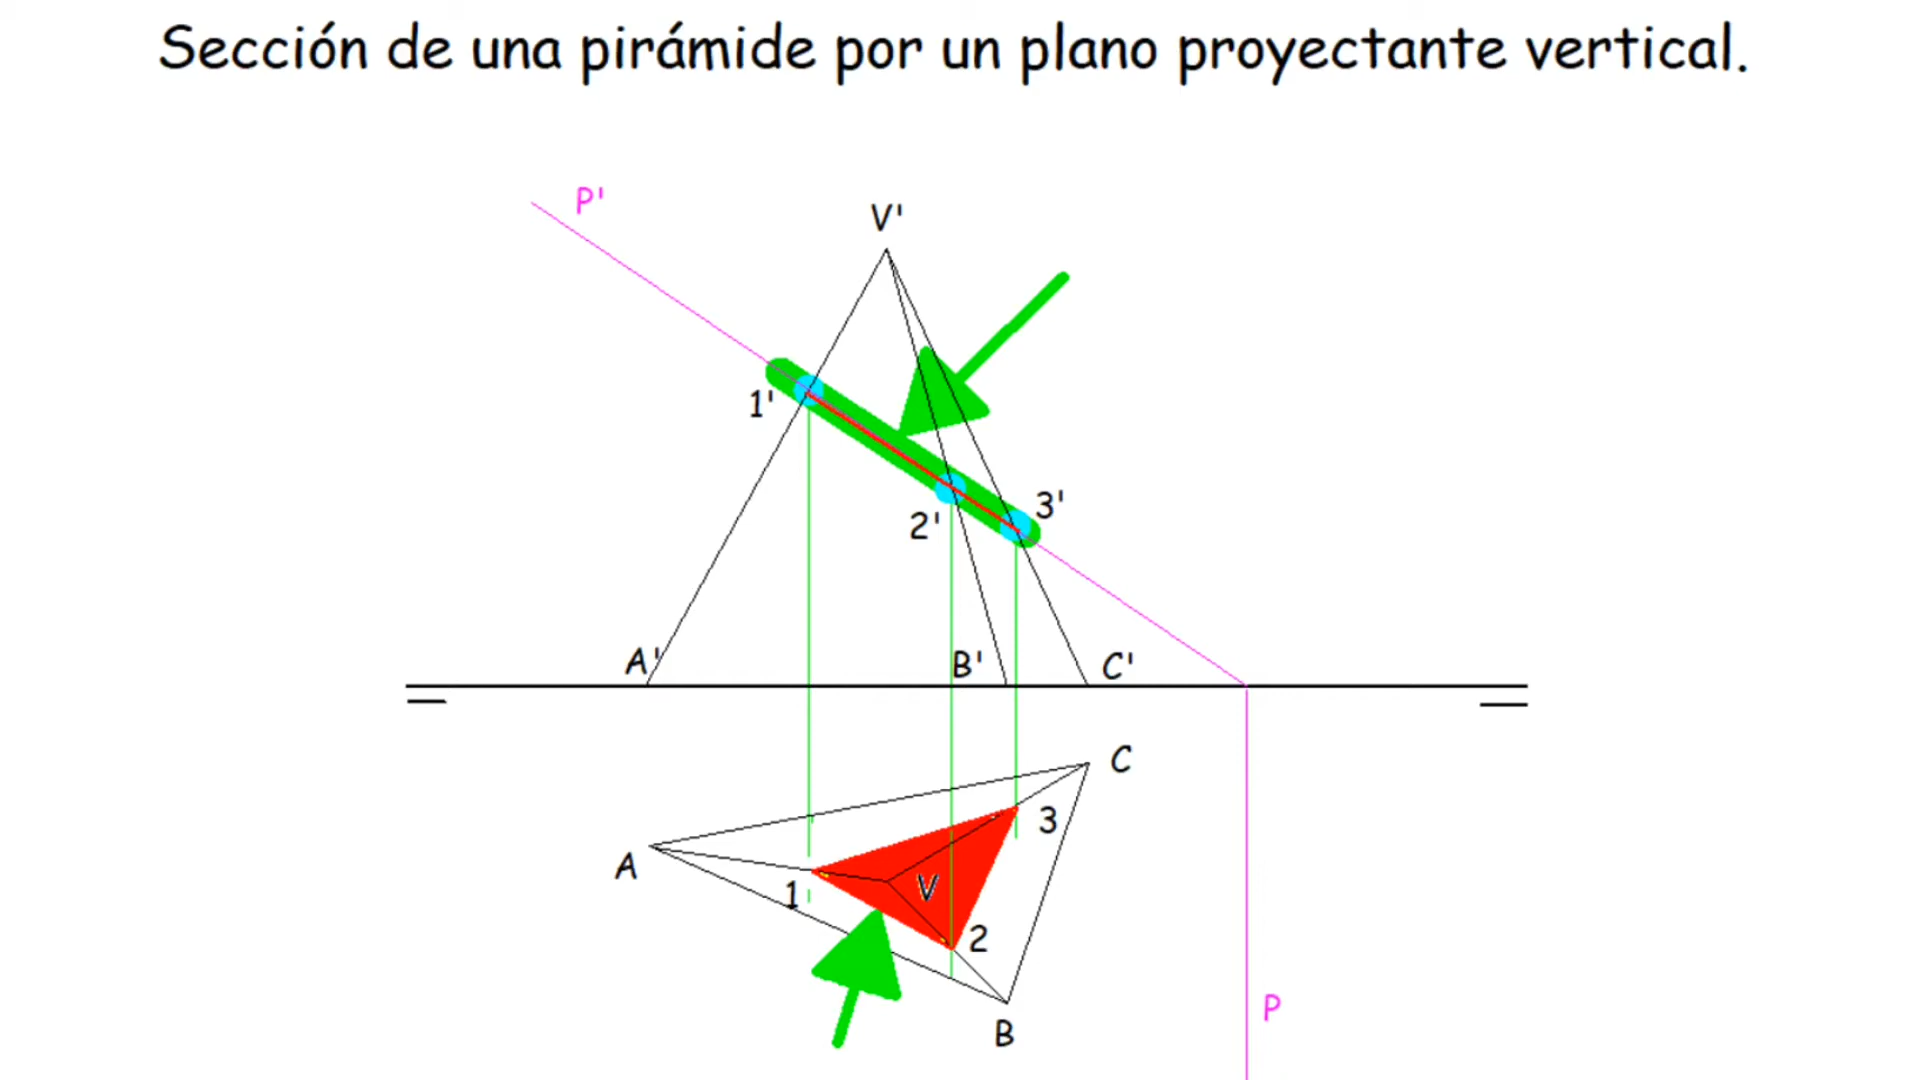 Sección de una pirámide por un plano proyectante vertical.
P'
V'
1'
3'
2'
A'
B'
C'
C
3
A
1
V
2
P
B